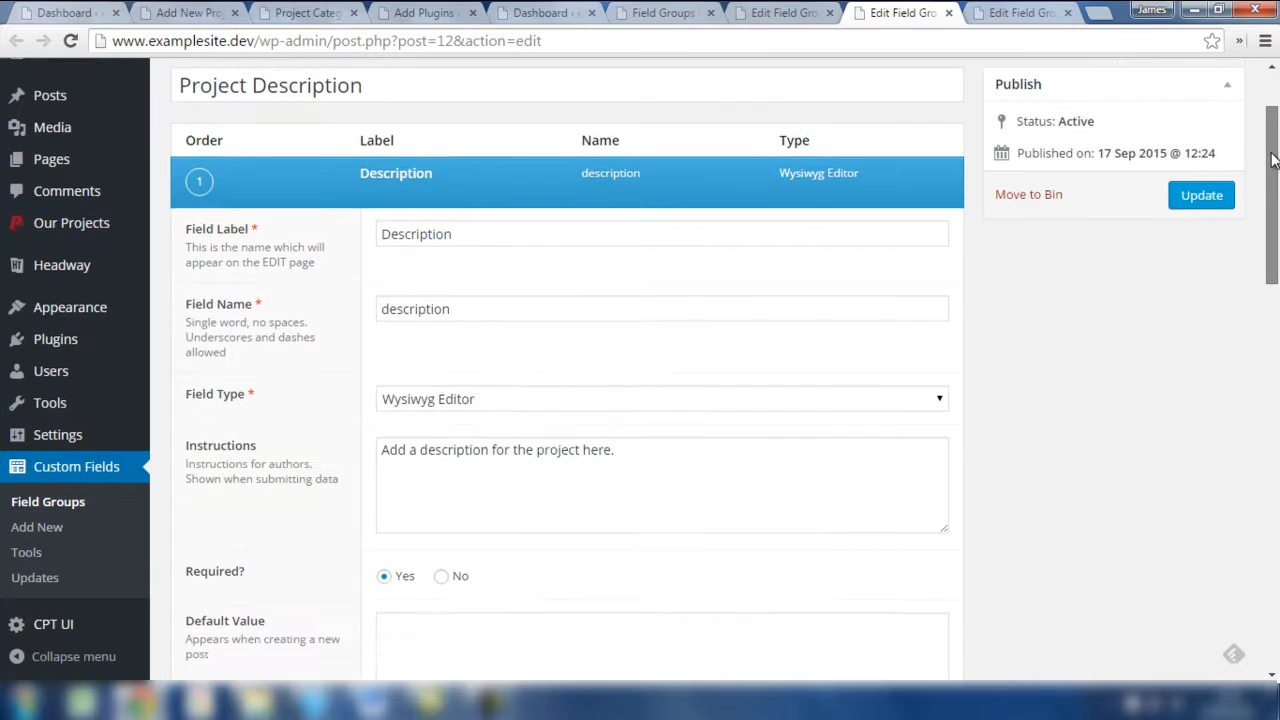 Dashboard ‹
Add New Pro
Project Categ
Add Plugins ‹
Dashboard ‹
Field Groups
Edit Field Gro
Edit Field Gro
Edit Field Gro
James
www.examplesite.dev/wp-admin/post.php?post=12&action=edit
»
Posts
Media
Pages
Comments
Our Projects
Headway
Appearance
Plugins
Users
Tools
Settings
Custom Fields
Field Groups
Add New
Tools
Updates
CPT UI
Collapse menu
Project Description
Order Label Name Type
1 Description description Wysiwyg Editor
Field Label *
This is the name which will
appear on the EDIT page
Description
Field Name *
Single word, no spaces.
Underscores and dashes
allowed
description
Field Type *
Wysiwyg Editor
Instructions
Instructions for authors.
Shown when submitting data
Add a description for the project here.
Required?
Yes No
Default Value
Appears when creating a new
post
Publish
Status: Active
Published on: 17 Sep 2015 @ 12:24
Move to Bin Update